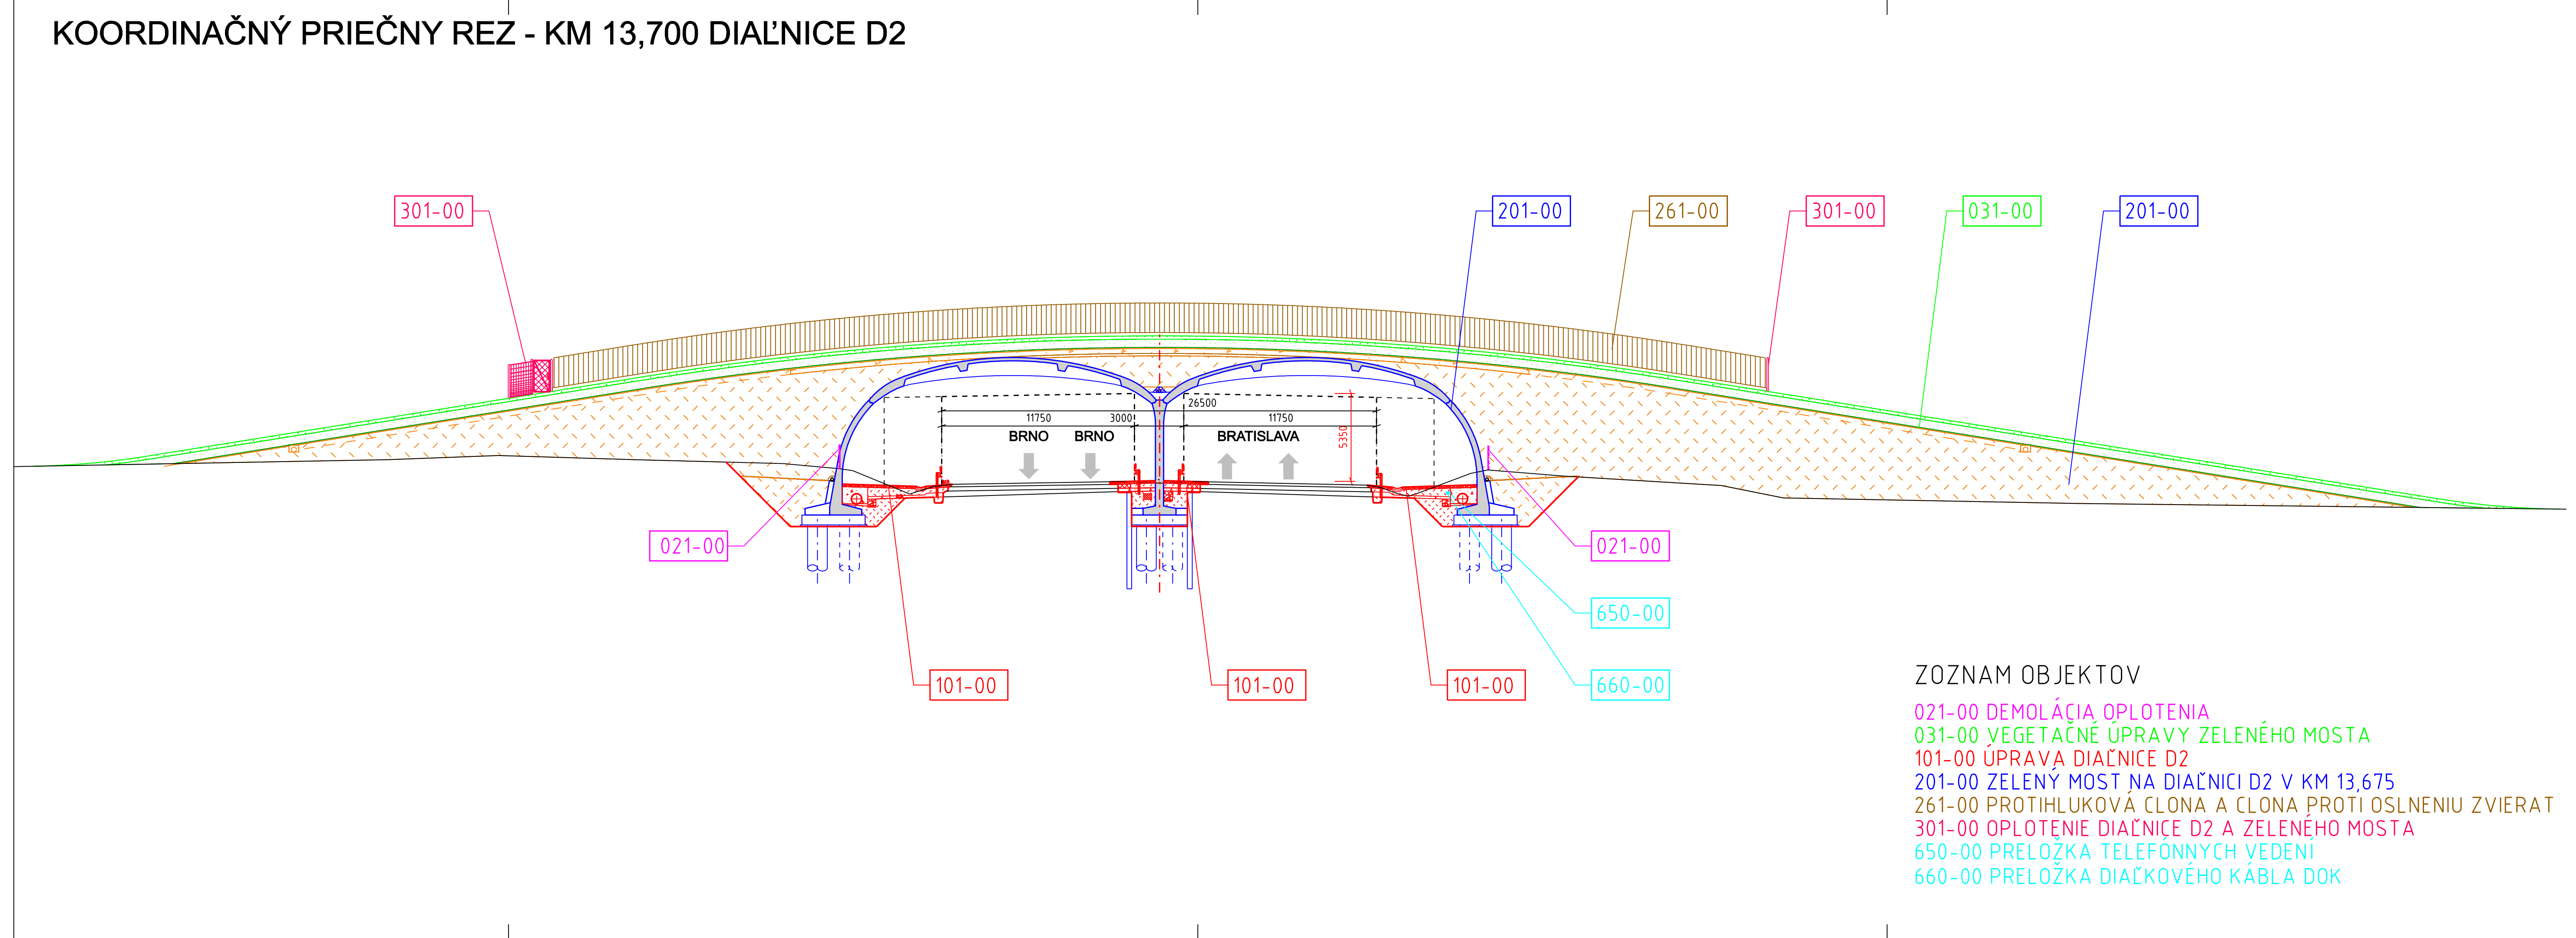 KOORDINAČNÝ PRIEČNY REZ - KM 13,700 DIAĽNICE D2
301-00
201-00
261-00
301-00
031-00
201-00
26500
11750
3000
11750
5350
BRNO
BRNO
BRATISLAVA
021-00
021-00
650-00
101-00
101-00
101-00
660-00
ZOZNAM OBJEKTOV
021-00 DEMOLÁCIA OPLOTENIA
031-00 VEGETAČNÉ ÚPRAVY ZELENÉHO MOSTA
101-00 ÚPRAVA DIAĽNICE D2
201-00 ZELENÝ MOST NA DIAĽNICI D2 V KM 13,675
261-00 PROTIHLUKOVÁ CLONA A CLONA PROTI OSLNENIU ZVIERAT
301-00 OPLOTENIE DIAĽNICE D2 A ZELENÉHO MOSTA
650-00 PRELOŽKA TELEFÓNNYCH VEDENÍ
660-00 PRELOŽKA DIAĽKOVÉHO KÁBLA DOK